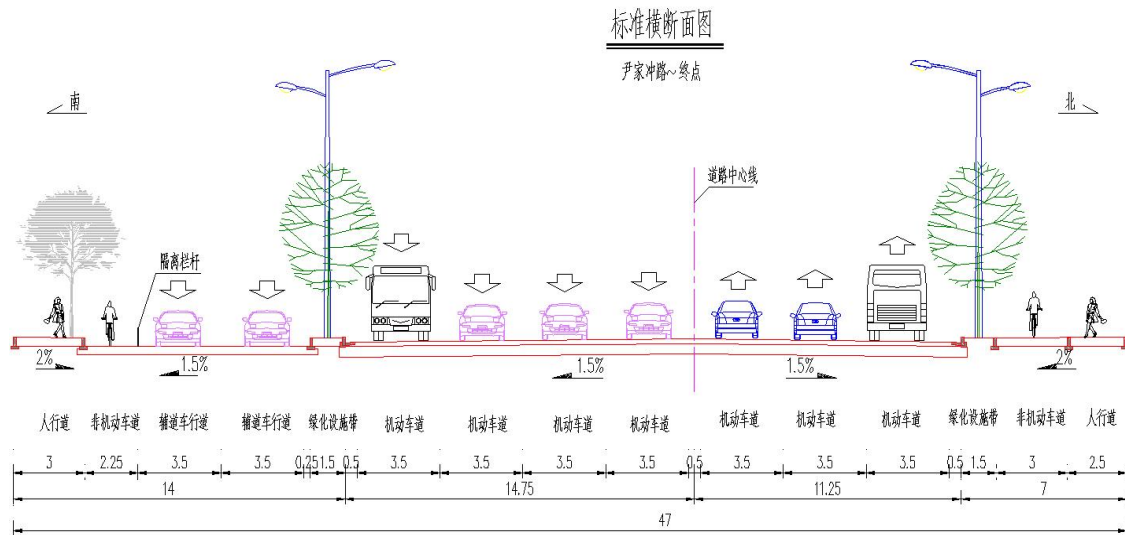 标准横断面图
尹家冲路~终点
南
北
道路中心线
隔离栏杆
2%
1.5%
1.5%
1.5%
2%
人行道 非机动车道 辅道车行道 辅道车行道 绿化设施带 机动车道 机动车道 机动车道 机动车道 机动车道 机动车道 机动车道 绿化设施带 非机动车道 人行道
3 2.25 3.5 3.5 0.25 1.5 0.5 3.5 3.5 3.5 3.5 0.5 3.5 3.5 3.5 0.5 1.5 3 2.5
14 14.75 11.25 7
47